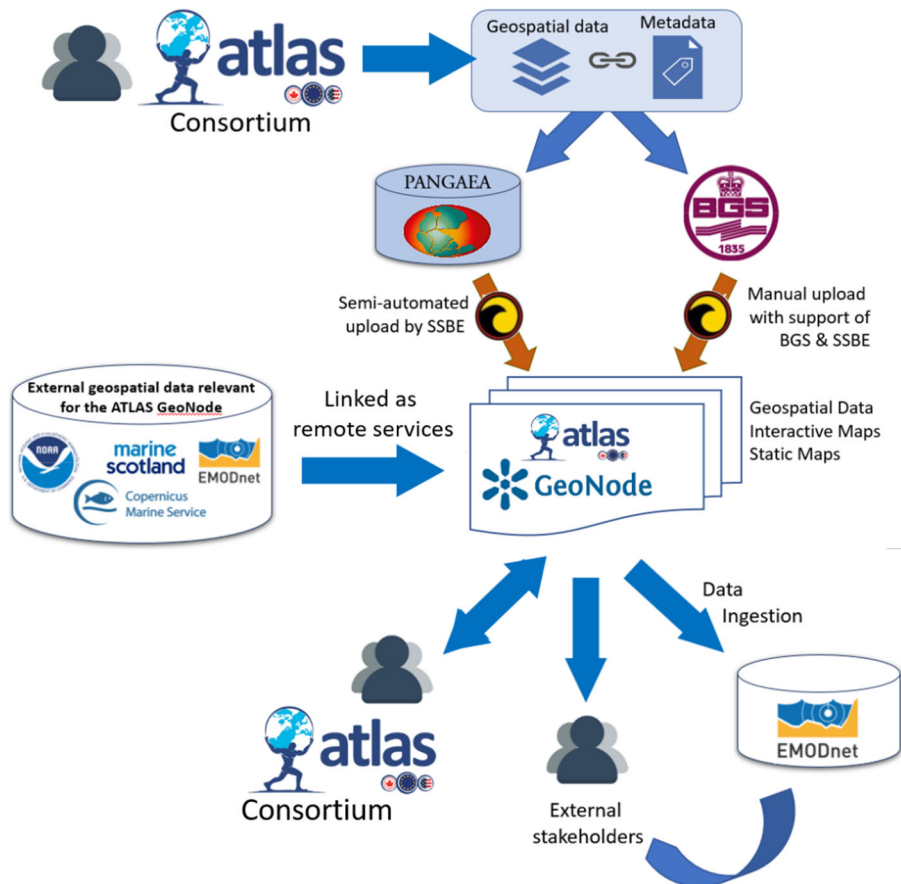 atlas
Consortium
Geospatial data
Metadata
PANGAEA
BGS
1835
Semi-automated
upload by SSBE
Manual upload
with support of
BGS & SSBE
External geospatial data relevant
for the ATLAS GeoNode
NOAA
marine
scotland
EMODnet
Copernicus
Marine Service
Linked as
remote services
atlas
GeoNode
Geospatial Data
Interactive Maps
Static Maps
Data
Ingestion
atlas
Consortium
External
stakeholders
EMODnet